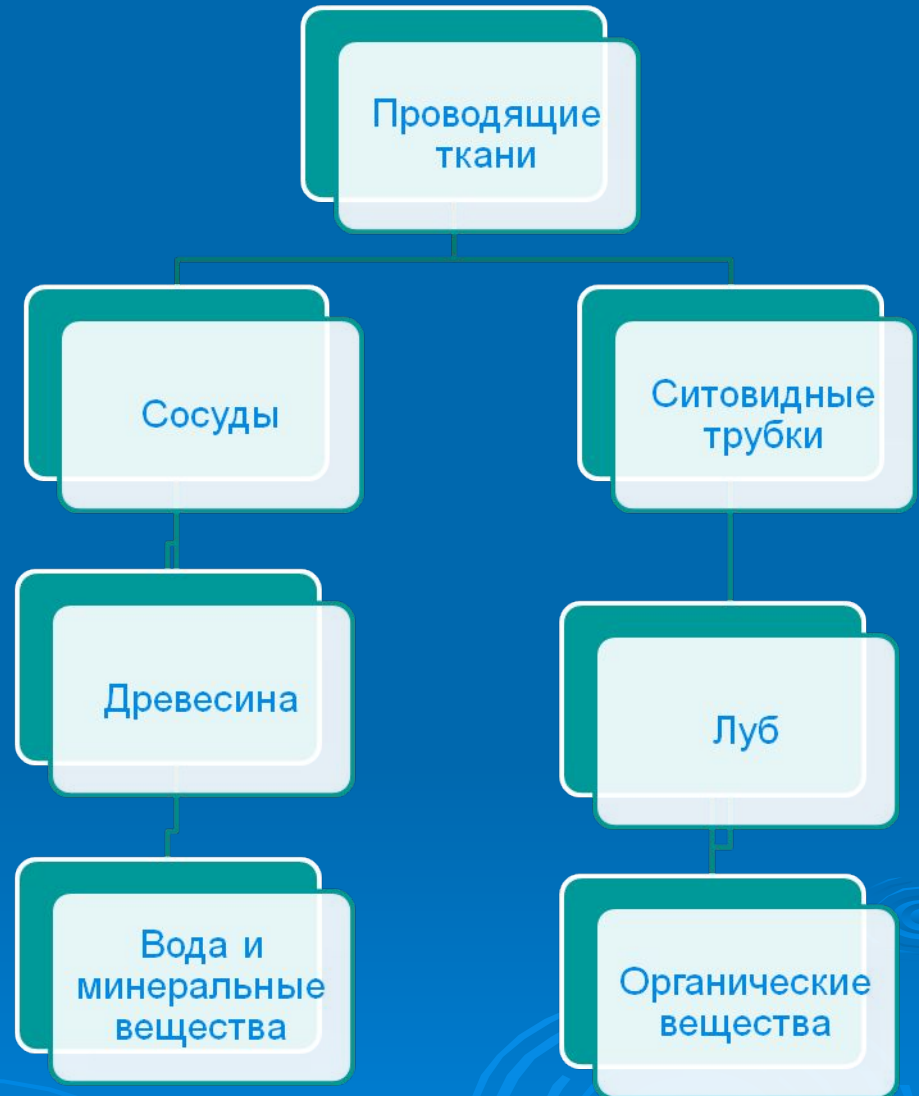 Проводящие
ткани
Сосуды
Ситовидные
трубки
Древесина
Луб
Вода и
минеральные
вещества
Органические
вещества